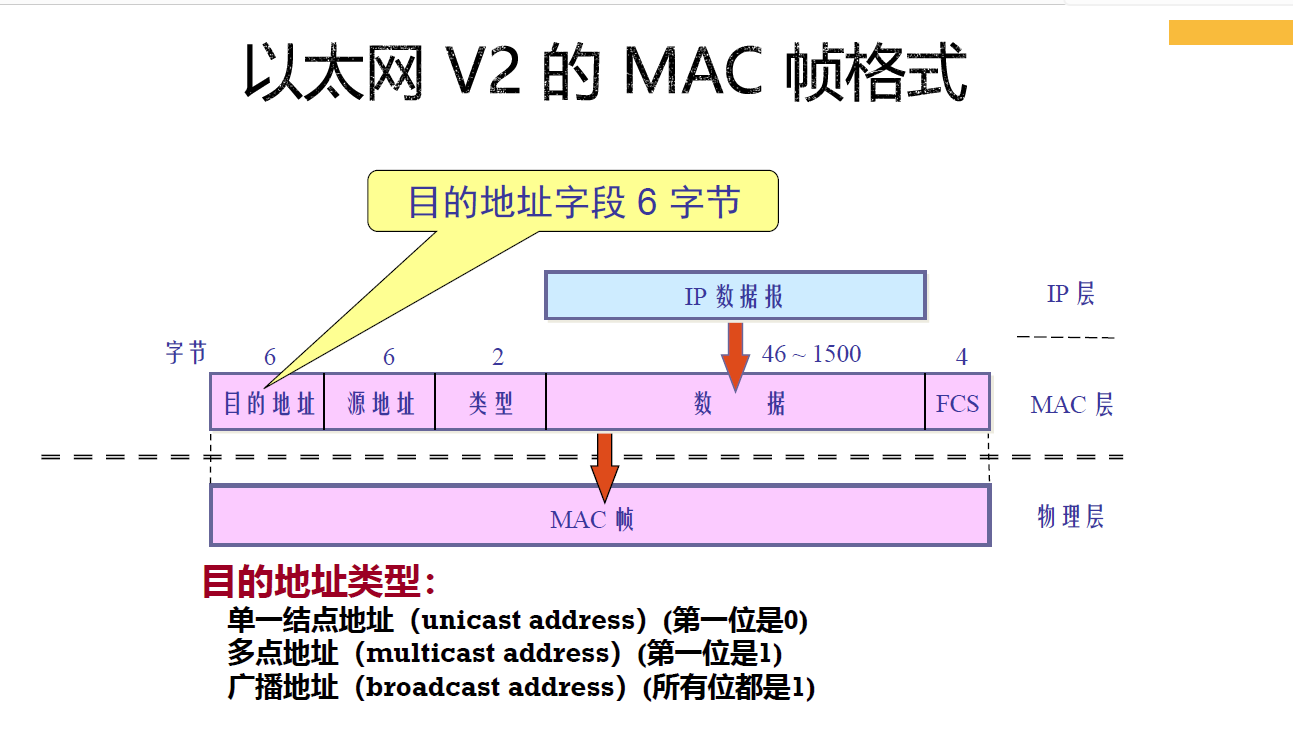 以太网 V2 的 MAC 帧格式
目的地址字段 6 字节
IP 数据报
IP 层
字节 6 6 2 46 ~ 1500 4
目的地址 源地址 类型 数 据 FCS MAC 层
MAC 帧
物理层
目的地址类型：
单一结点地址（unicast address）(第一位是0)
多点地址（multicast address）(第一位是1)
广播地址（broadcast address）(所有位都是1)